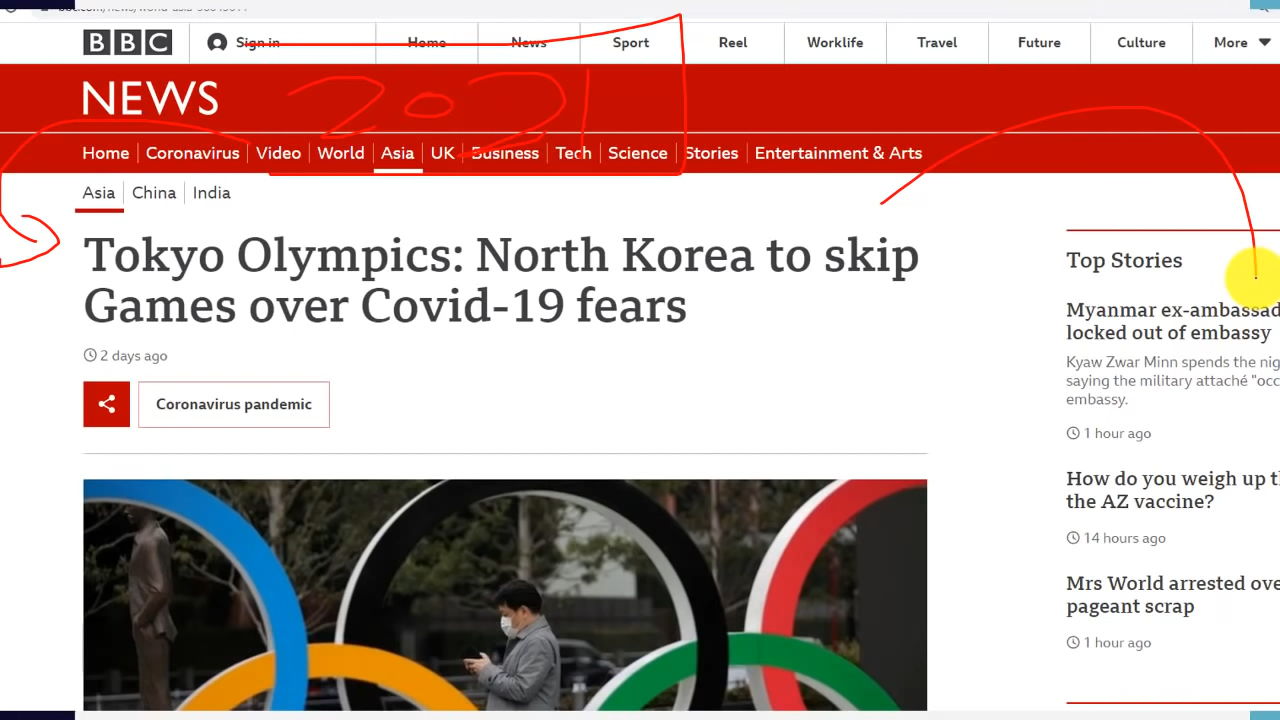 BBC Sign in Home News Sport Reel Worklife Travel Future Culture More
NEWS
2021
Home Coronavirus Video World Asia UK Business Tech Science Stories Entertainment & Arts
Asia China India
Tokyo Olympics: North Korea to skip
Games over Covid-19 fears
2 days ago
Coronavirus pandemic
Top Stories
Myanmar ex-ambassad
locked out of embassy
Kyaw Zwar Minn spends the nig
saying the military attaché "occ
embassy.
1 hour ago
How do you weigh up th
the AZ vaccine?
14 hours ago
Mrs World arrested ove
pageant scrap
1 hour ago